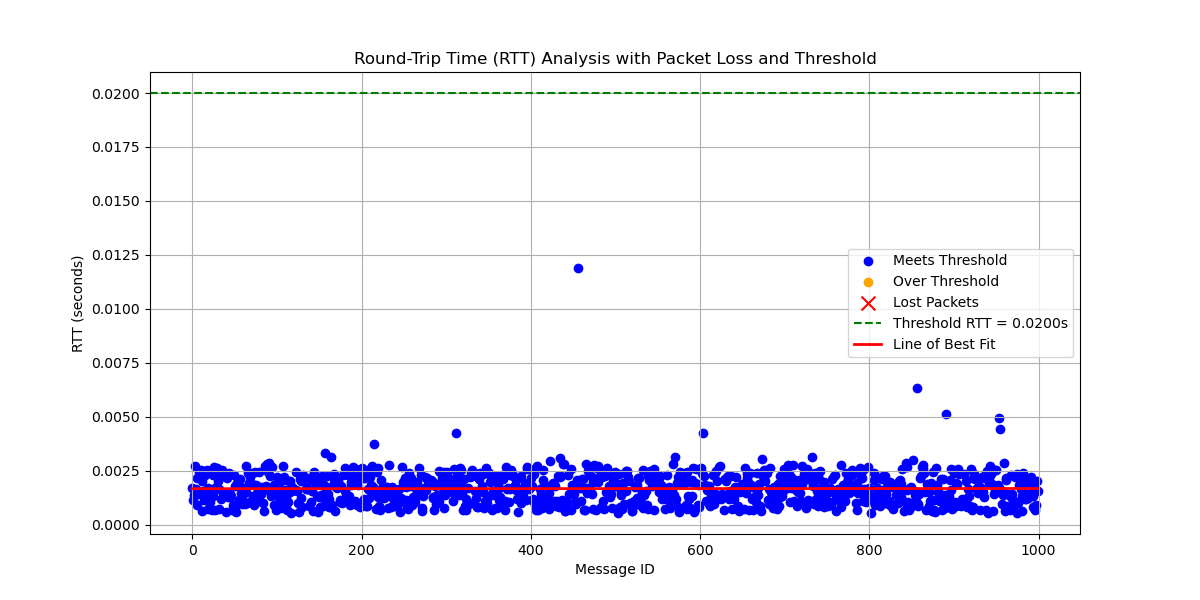 Round-Trip Time (RTT) Analysis with Packet Loss and Threshold
RTT (seconds)
0.0200
0.0175
0.0150
0.0125
0.0100
0.0075
0.0050
0.0025
0.0000
Meets Threshold
Over Threshold
Lost Packets
Threshold RTT = 0.0200s
Line of Best Fit
0 200 400 600 800 1000
Message ID